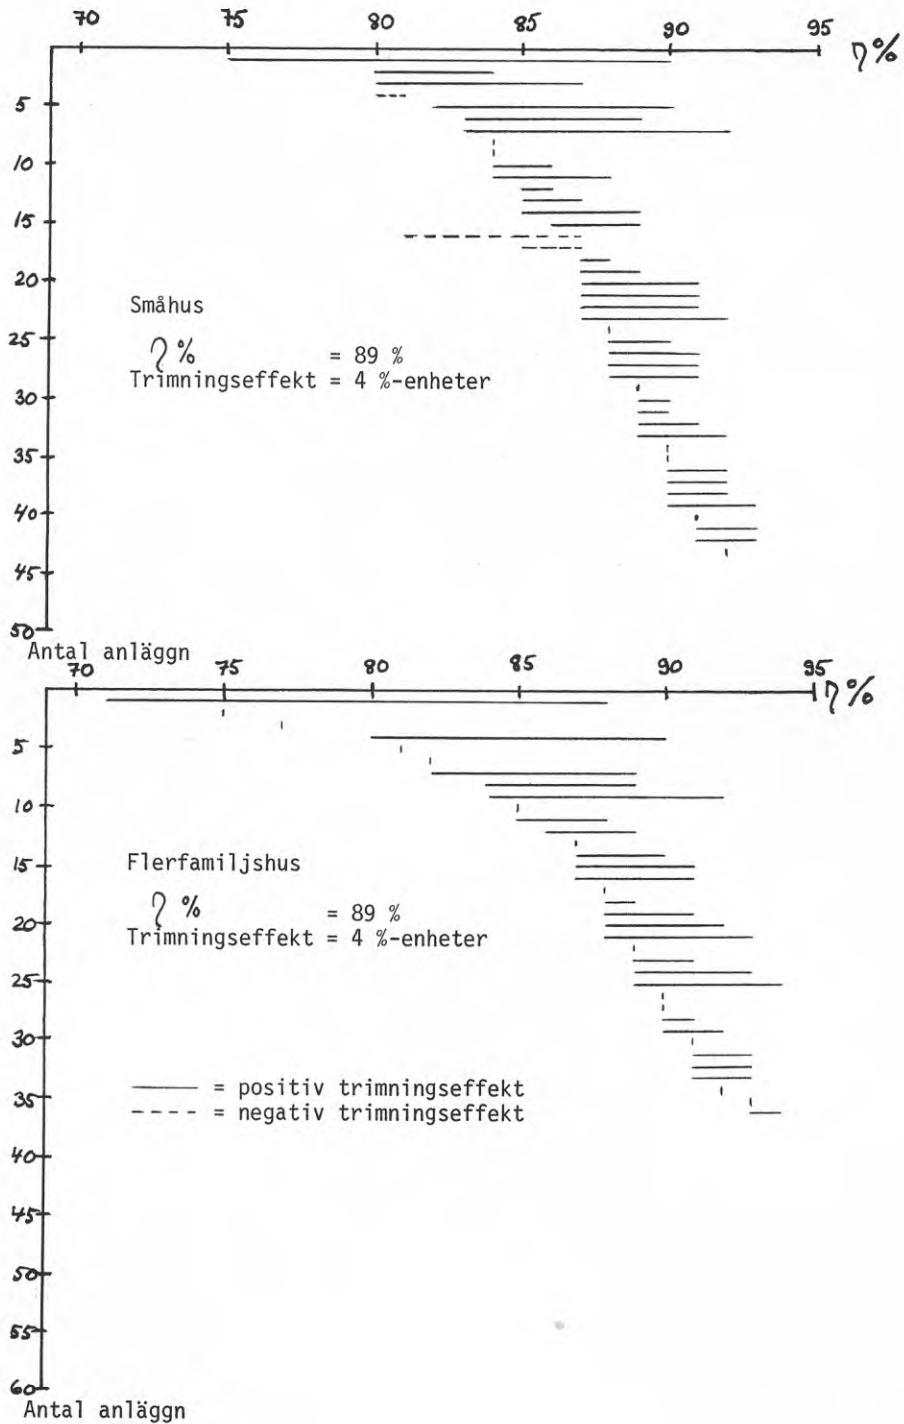 70 75 80 85 90 95
η%
5
10
15
20
25
30
35
40
45
50
Småhus
η % = 89 %
Trimningseffekt = 4 %-enheter
Antal anläggn
70 75 80 85 90 95
η%
5
10
15
20
25
30
35
40
45
50
55
60
Flerfamiljshus
η % = 89 %
Trimningseffekt = 4 %-enheter
= positiv trimningseffekt
= negativ trimningseffekt
Antal anläggn